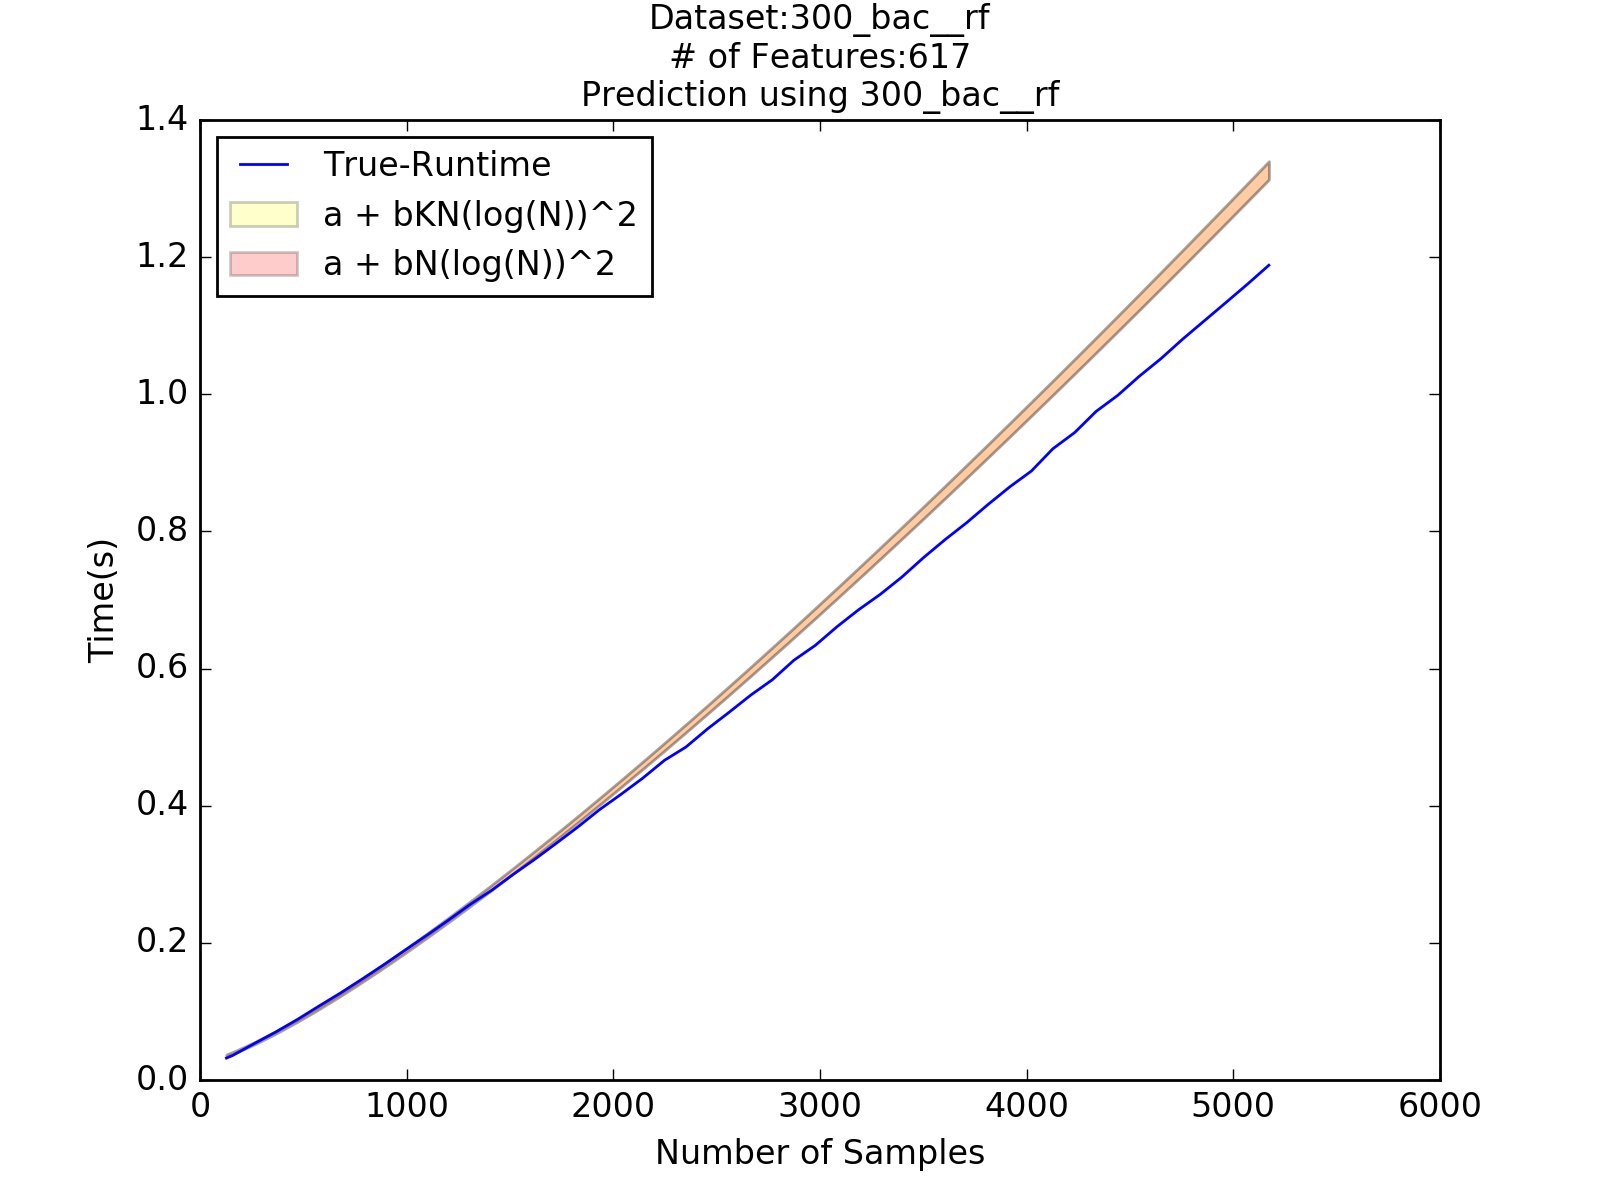 Dataset:300_bac__rf
# of Features:617
Prediction using 300_bac__rf
True-Runtime
a + bKN(log(N))^2
a + bN(log(N))^2
1.4
1.2
1.0
0.8
0.6
0.4
0.2
0.0
Time(s)
0 1000 2000 3000 4000 5000 6000
Number of Samples